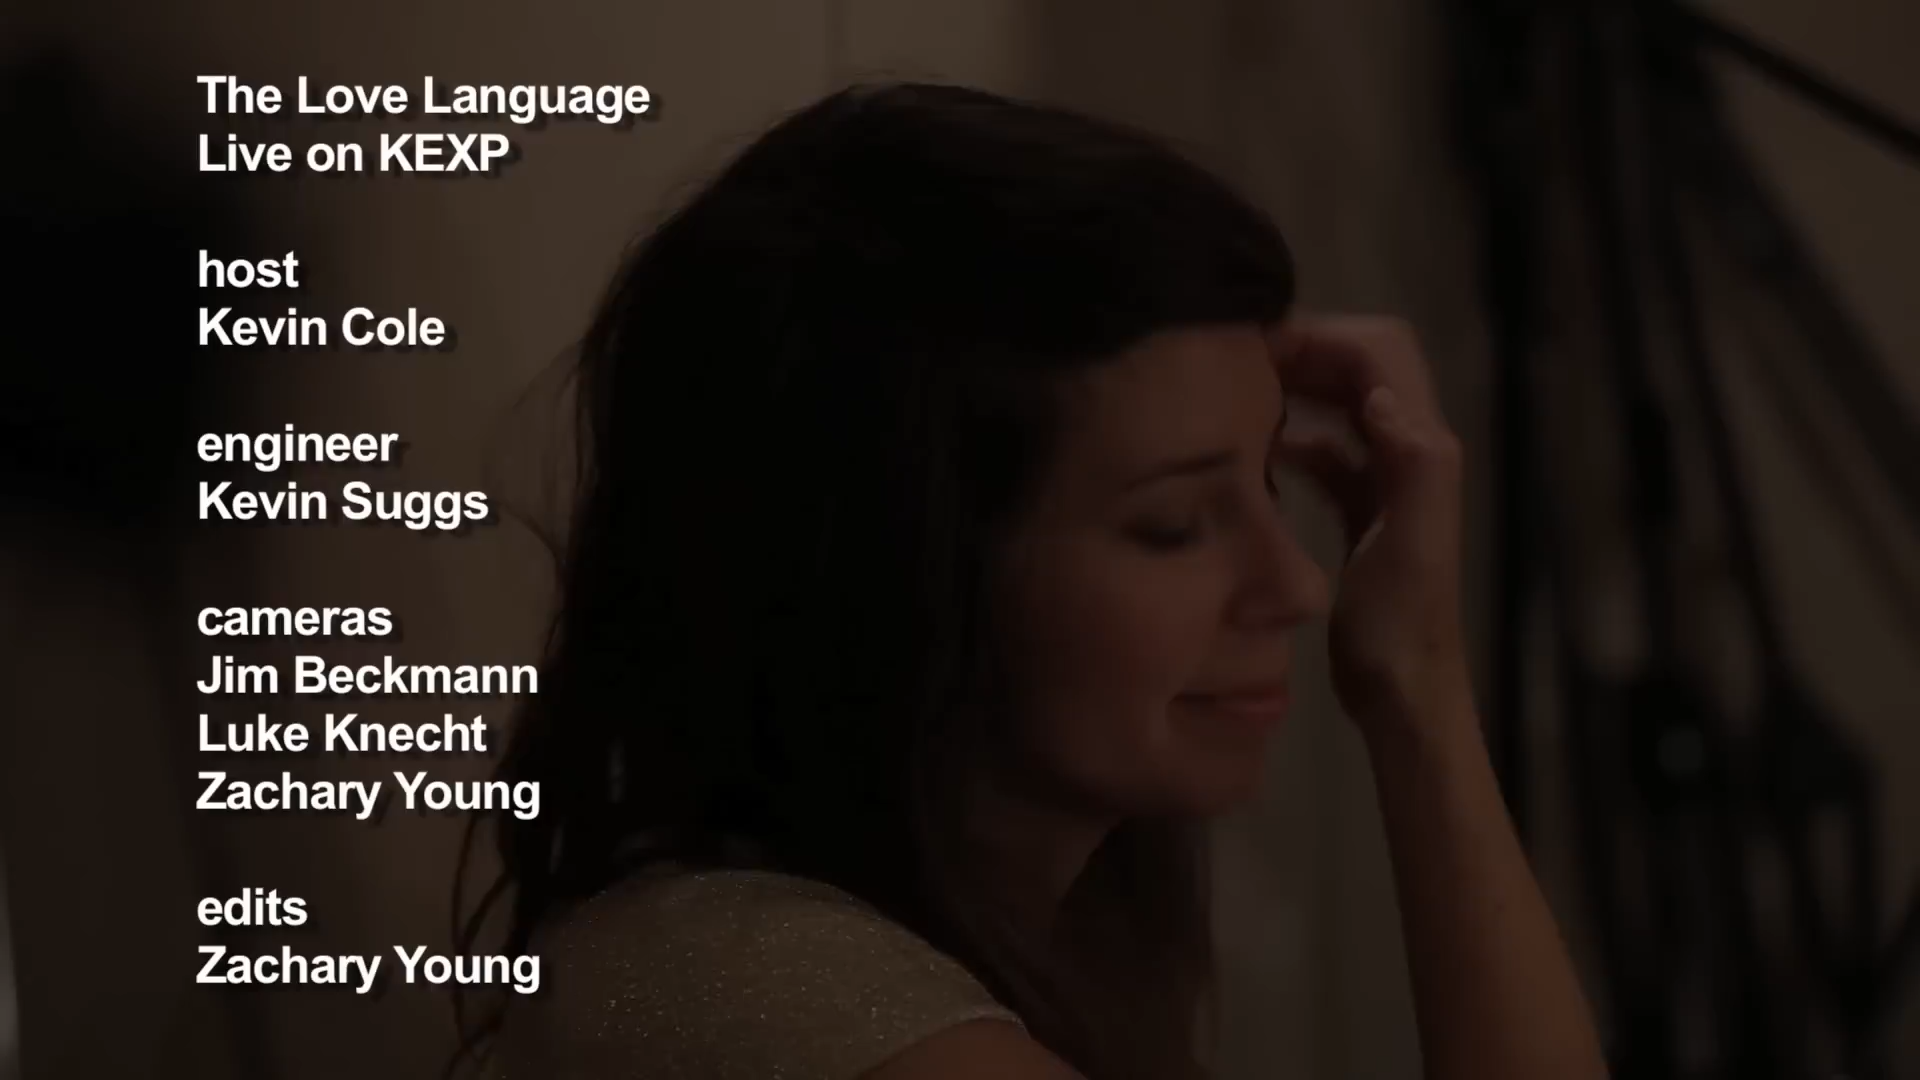 The Love Language
Live on KEXP
host
Kevin Cole
engineer
Kevin Suggs
cameras
Jim Beckmann
Luke Knecht
Zachary Young
edits
Zachary Young